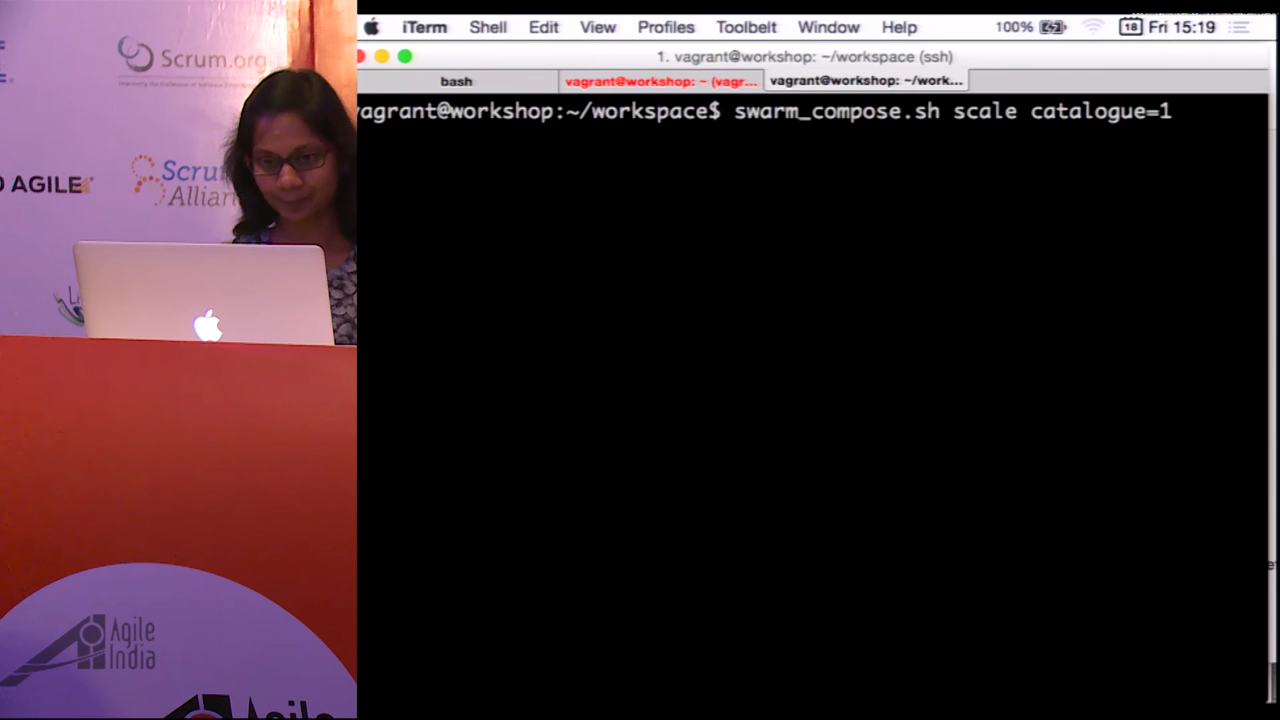 Scrum.org
AGILE
Scru
Allian
Agile
India
Agile
iTerm Shell Edit View Profiles Toolbelt Window Help 100% 18 Fri 15:19
1. vagrant@workshop: ~/workspace (ssh)
bash vagrant@workshop: ~ (vagr... vagrant@workshop: ~/work...
vagrant@workshop:~/workspace$ swarm_compose.sh scale catalogue=1